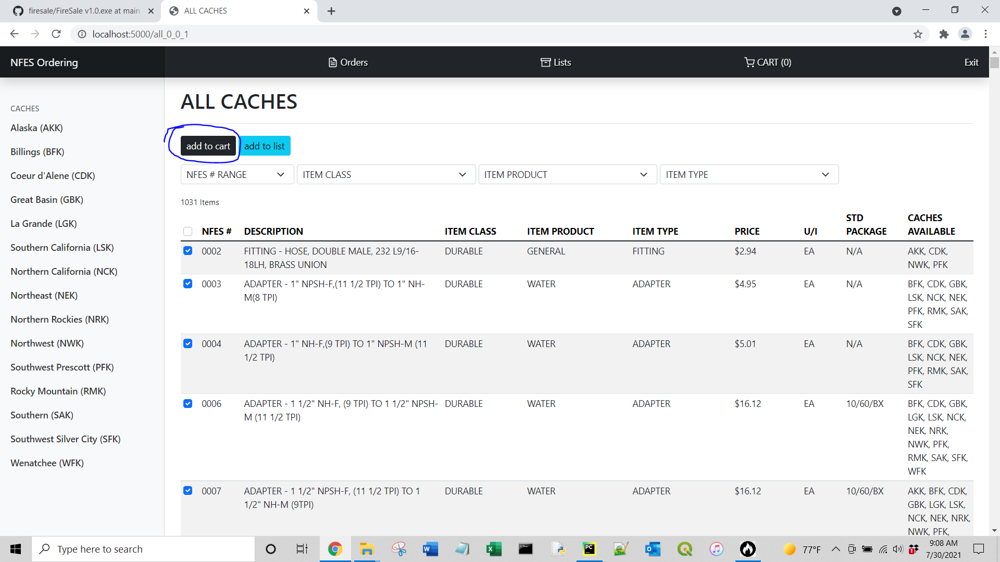 firesale/FireSale v1.0.exe at main
ALL CACHES
localhost:5000/all_0_0_1
NFES Ordering
Orders
Lists
CART (0)
Exit
CACHES
Alaska (AKK)
Billings (BFK)
Coeur d'Alene (CDK)
Great Basin (GBK)
La Grande (LGK)
Southern California (LSK)
Northern California (NCK)
Northeast (NEK)
Northern Rockies (NRK)
Northwest (NWK)
Southwest Prescott (PFK)
Rocky Mountain (RMK)
Southern (SAK)
Southwest Silver City (SFK)
Wenatchee (WFK)
ALL CACHES
add to cart
add to list
NFES # RANGE
ITEM CLASS
ITEM PRODUCT
ITEM TYPE
1031 Items
NFES # DESCRIPTION ITEM CLASS ITEM PRODUCT ITEM TYPE PRICE U/I STD PACKAGE CACHES AVAILABLE
0002 FITTING - HOSE, DOUBLE MALE, 232 L9/16- DURABLE GENERAL FITTING $2.94 EA N/A AKK, CDK,
18LH, BRASS UNION NWK, PFK
0003 ADAPTER - 1" NPSH-F,(11 1/2 TPI) TO 1" NH- DURABLE WATER ADAPTER $4.95 EA N/A BFK, CDK, GBK,
M(8 TPI) LSK, NCK, NEK,
PFK, RMK, SAK,
SFK
0004 ADAPTER - 1" NH-F,(9 TPI) TO 1" NPSH-M (11 DURABLE WATER ADAPTER $5.01 EA N/A BFK, CDK, GBK,
1/2 TPI) LSK, NCK, NEK,
PFK, RMK, SAK,
SFK
0006 ADAPTER - 1 1/2" NH-F, (9 TPI) TO 1 1/2" NPSH- DURABLE WATER ADAPTER $16.12 EA 10/60/BX BFK, CDK, GBK,
M (11 1/2 TPI) LGK, LSK, NCK,
NEK, NRK,
NWK, PFK,
RMK, SAK, SFK,
WFK
0007 ADAPTER - 1 1/2" NPSH-F, (11 1/2 TPI) TO 1 DURABLE WATER ADAPTER $16.12 EA 10/60/BX AKK, BFK, CDK,
1/2" NH-M (9TPI) GBK, LGK, LSK,
NCK, NEK, NRK,
NWK, PFK,
Type here to search
77°F
9:08 AM
7/30/2021